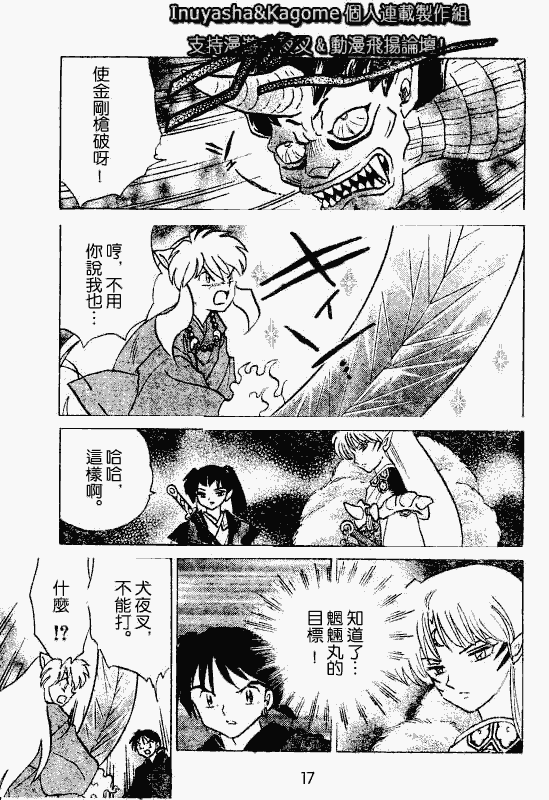 Inuyasha&Kagome 個人連載製作組
支持漫遊 夜叉 & 動漫飛揚論壇！
使金剛槍破呀！
哼，不用
你說我也…
哈哈，
這樣啊。
知道了…
魍魎丸的
目標！
犬夜叉，
不能打。
什麼!?
17